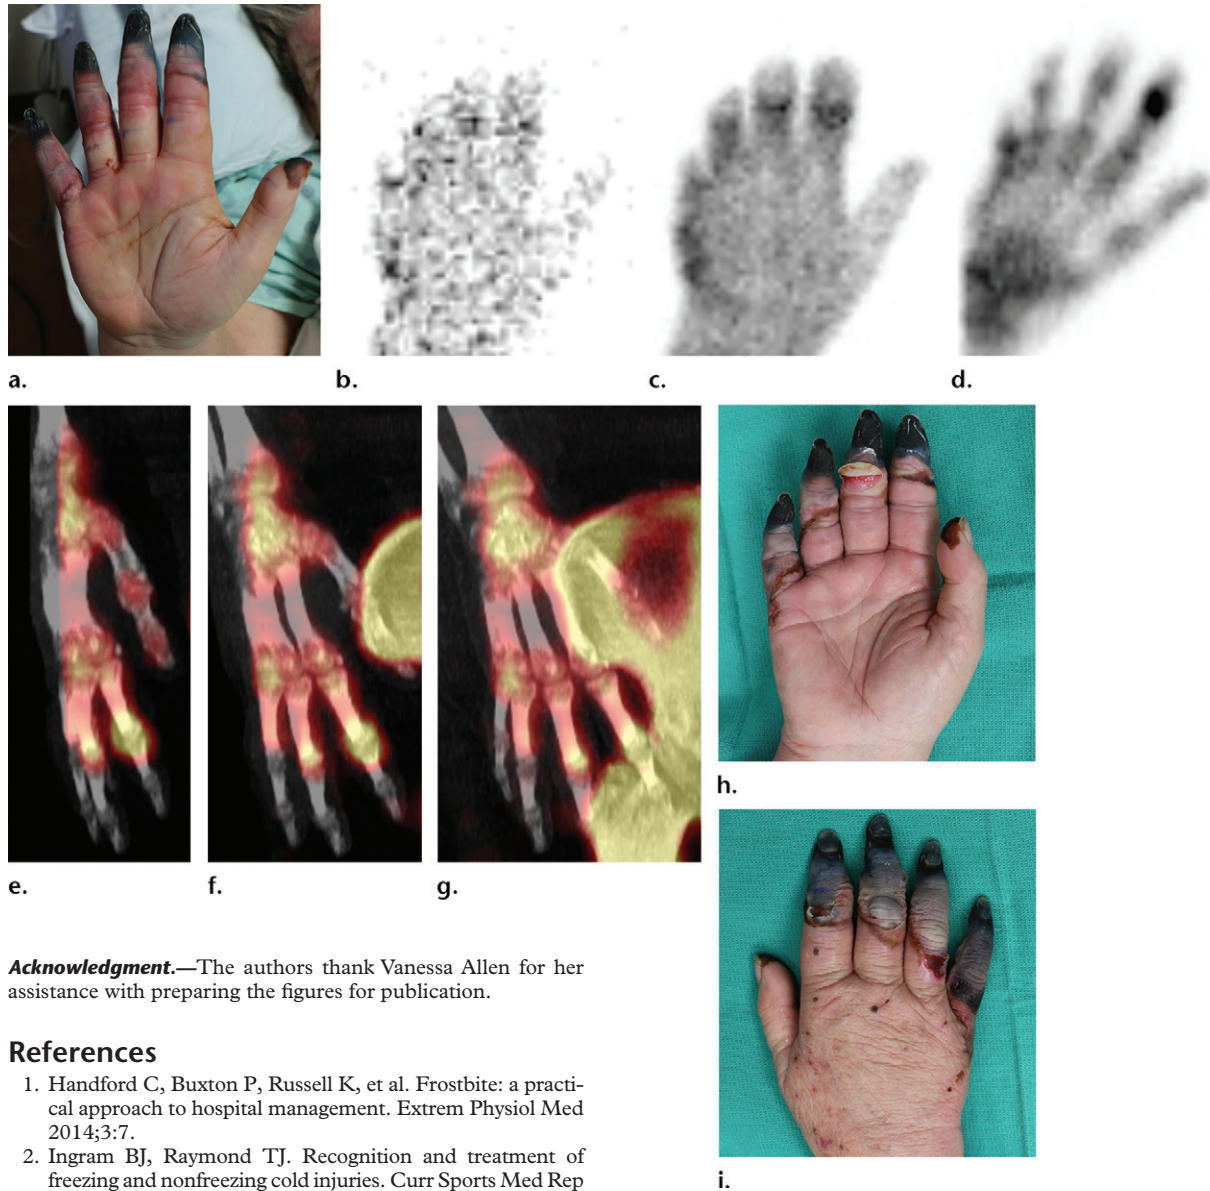 a.
b.
c.
d.
e.
f.
g.
h.
i.
Acknowledgment.—The authors thank Vanessa Allen for her
assistance with preparing the figures for publication.
References
1. Handford C, Buxton P, Russell K, et al. Frostbite: a practi-
cal approach to hospital management. Extrem Physiol Med
2014;3:7.
2. Ingram BJ, Raymond TJ. Recognition and treatment of
freezing and nonfreezing cold injuries. Curr Sports Med Rep